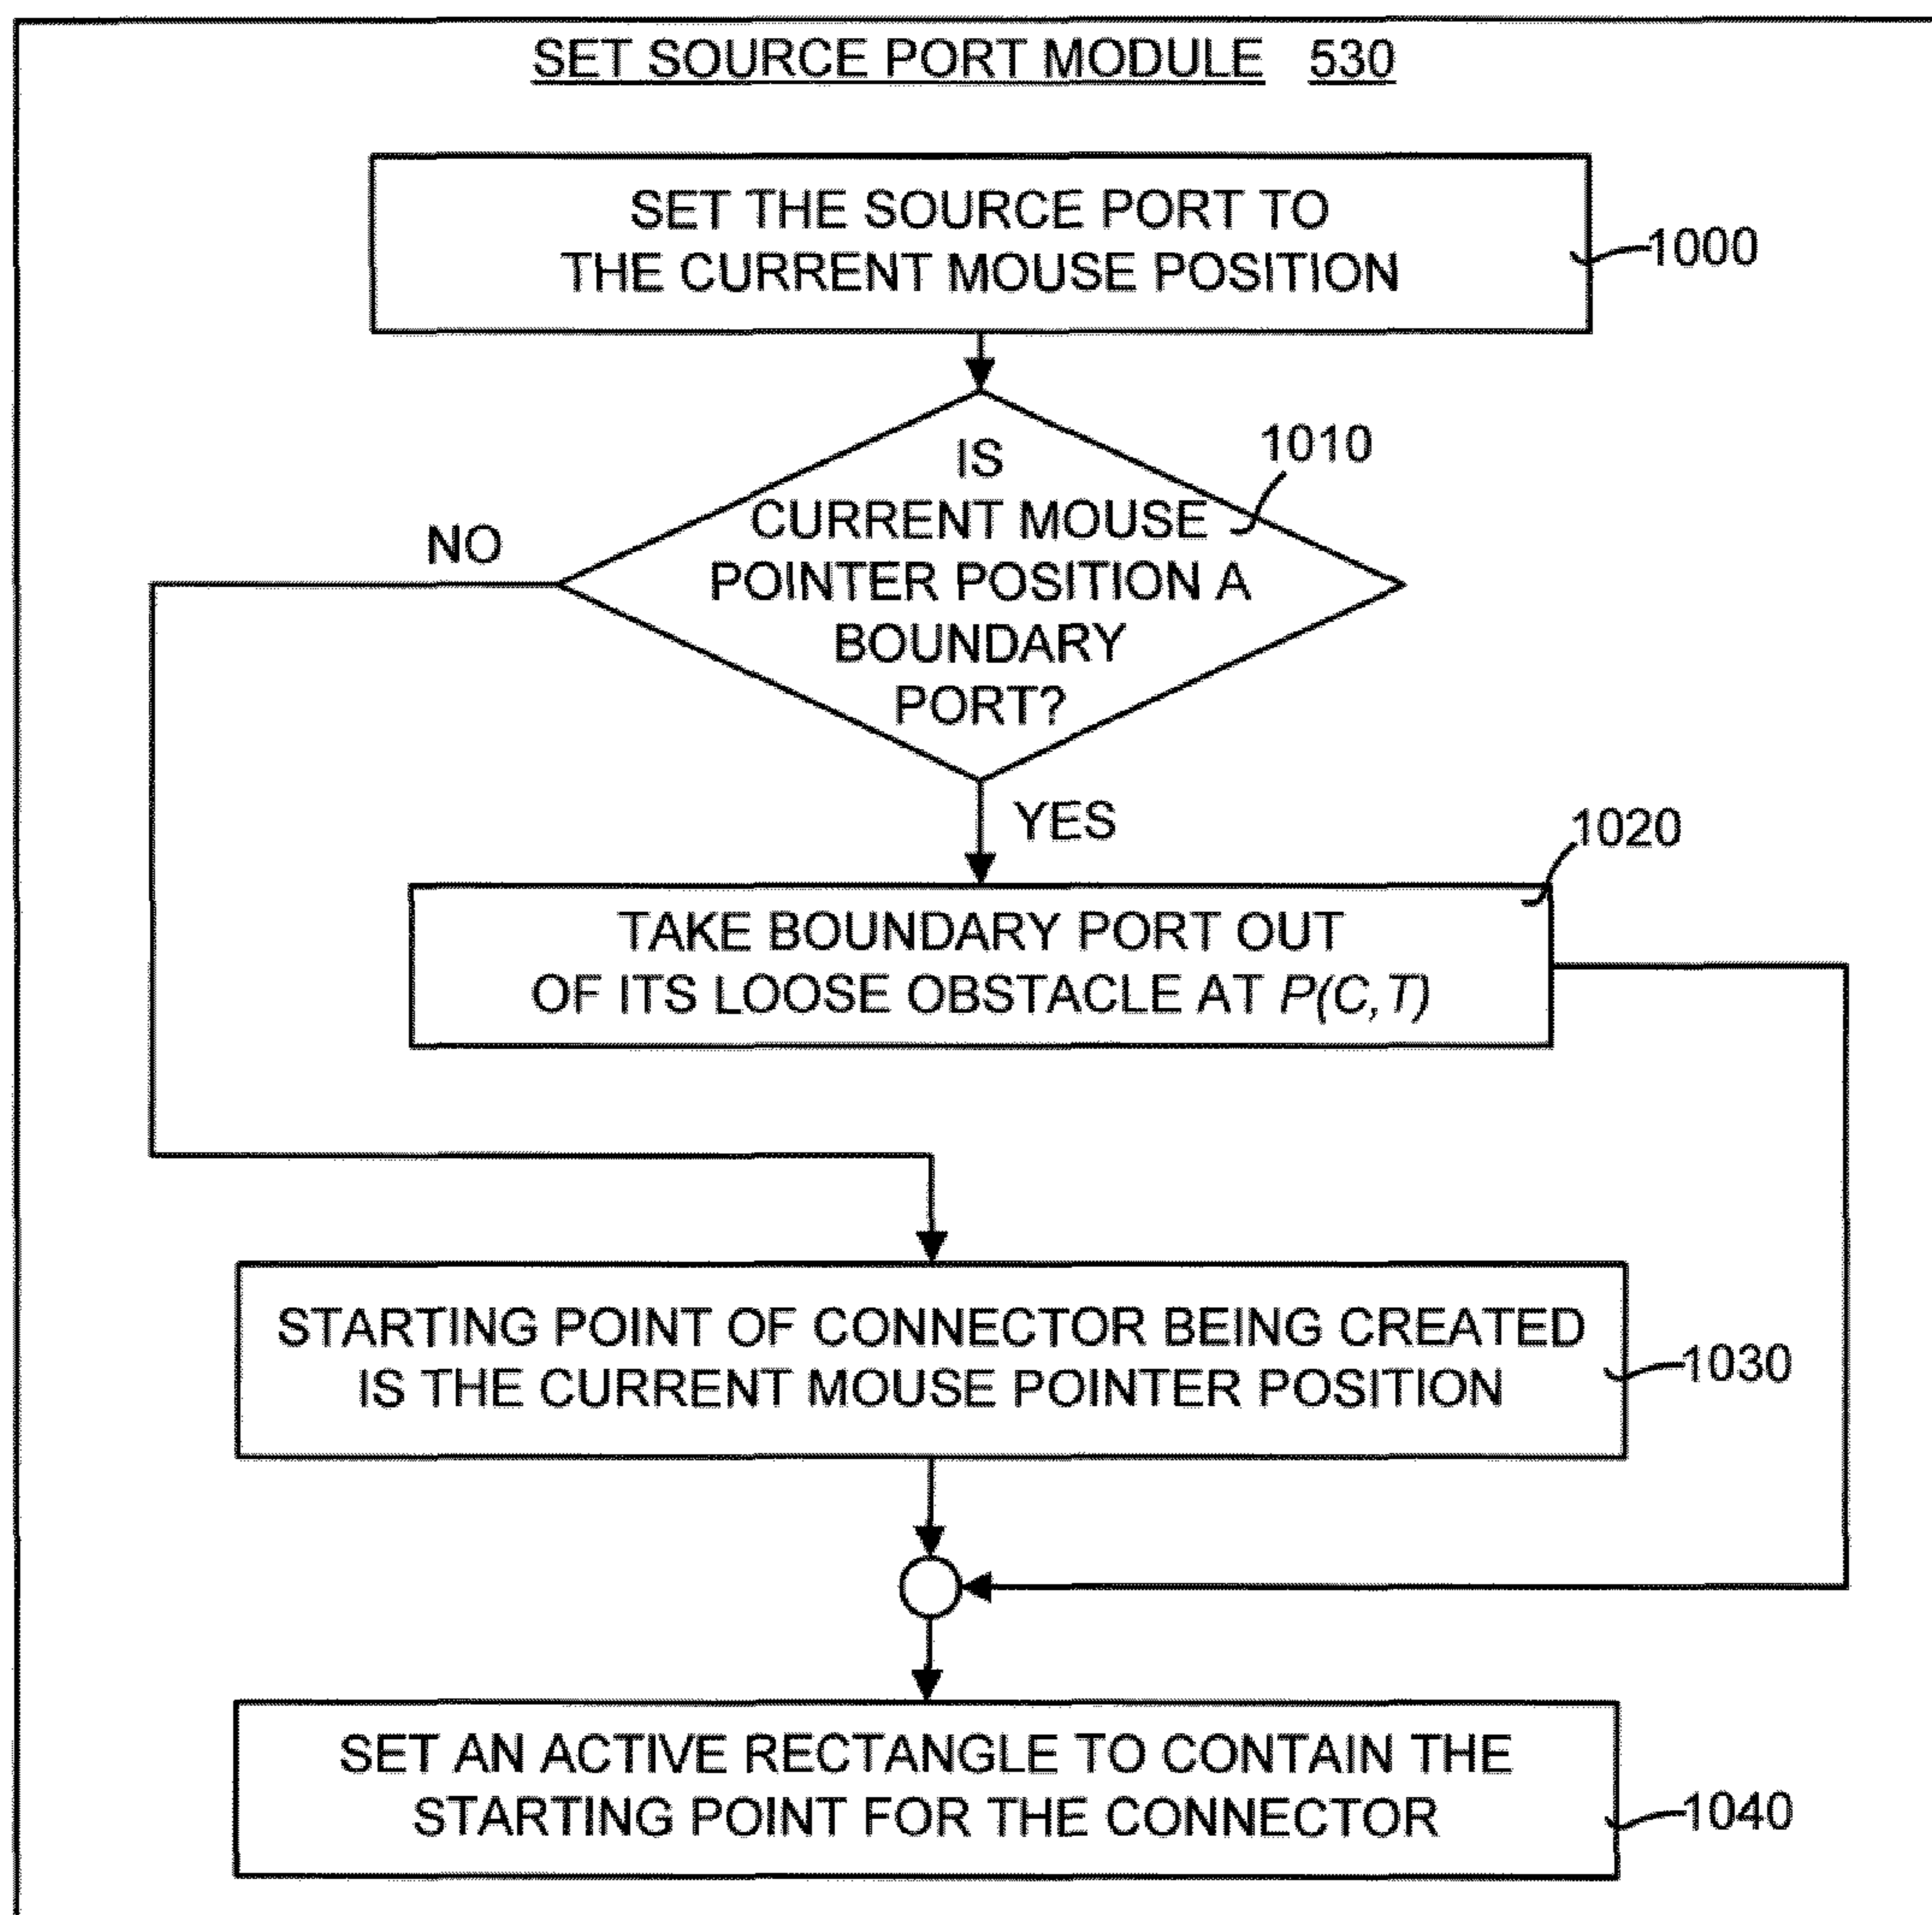 SET SOURCE PORT MODULE 530
SET THE SOURCE PORT TO
THE CURRENT MOUSE POSITION
1000
IS
CURRENT MOUSE
POINTER POSITION A
BOUNDARY
PORT?
1010
NO
YES
1020
TAKE BOUNDARY PORT OUT
OF ITS LOOSE OBSTACLE AT P(C,T)
STARTING POINT OF CONNECTOR BEING CREATED
IS THE CURRENT MOUSE POINTER POSITION
1030
SET AN ACTIVE RECTANGLE TO CONTAIN THE
STARTING POINT FOR THE CONNECTOR
1040